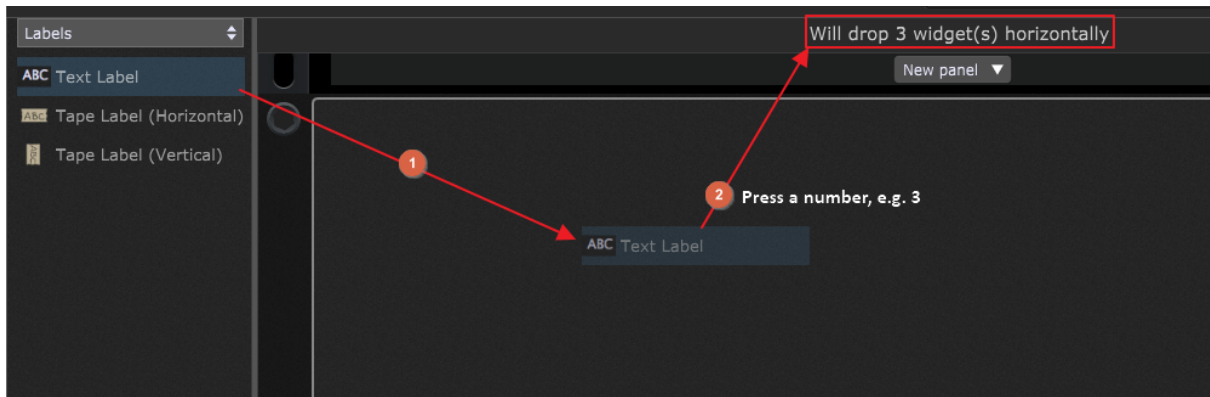 Labels
Will drop 3 widget(s) horizontally
ABC Text Label
New panel ▼
ABC Tape Label (Horizontal)
ABC Tape Label (Vertical)
1
2 Press a number, e.g. 3
ABC Text Label